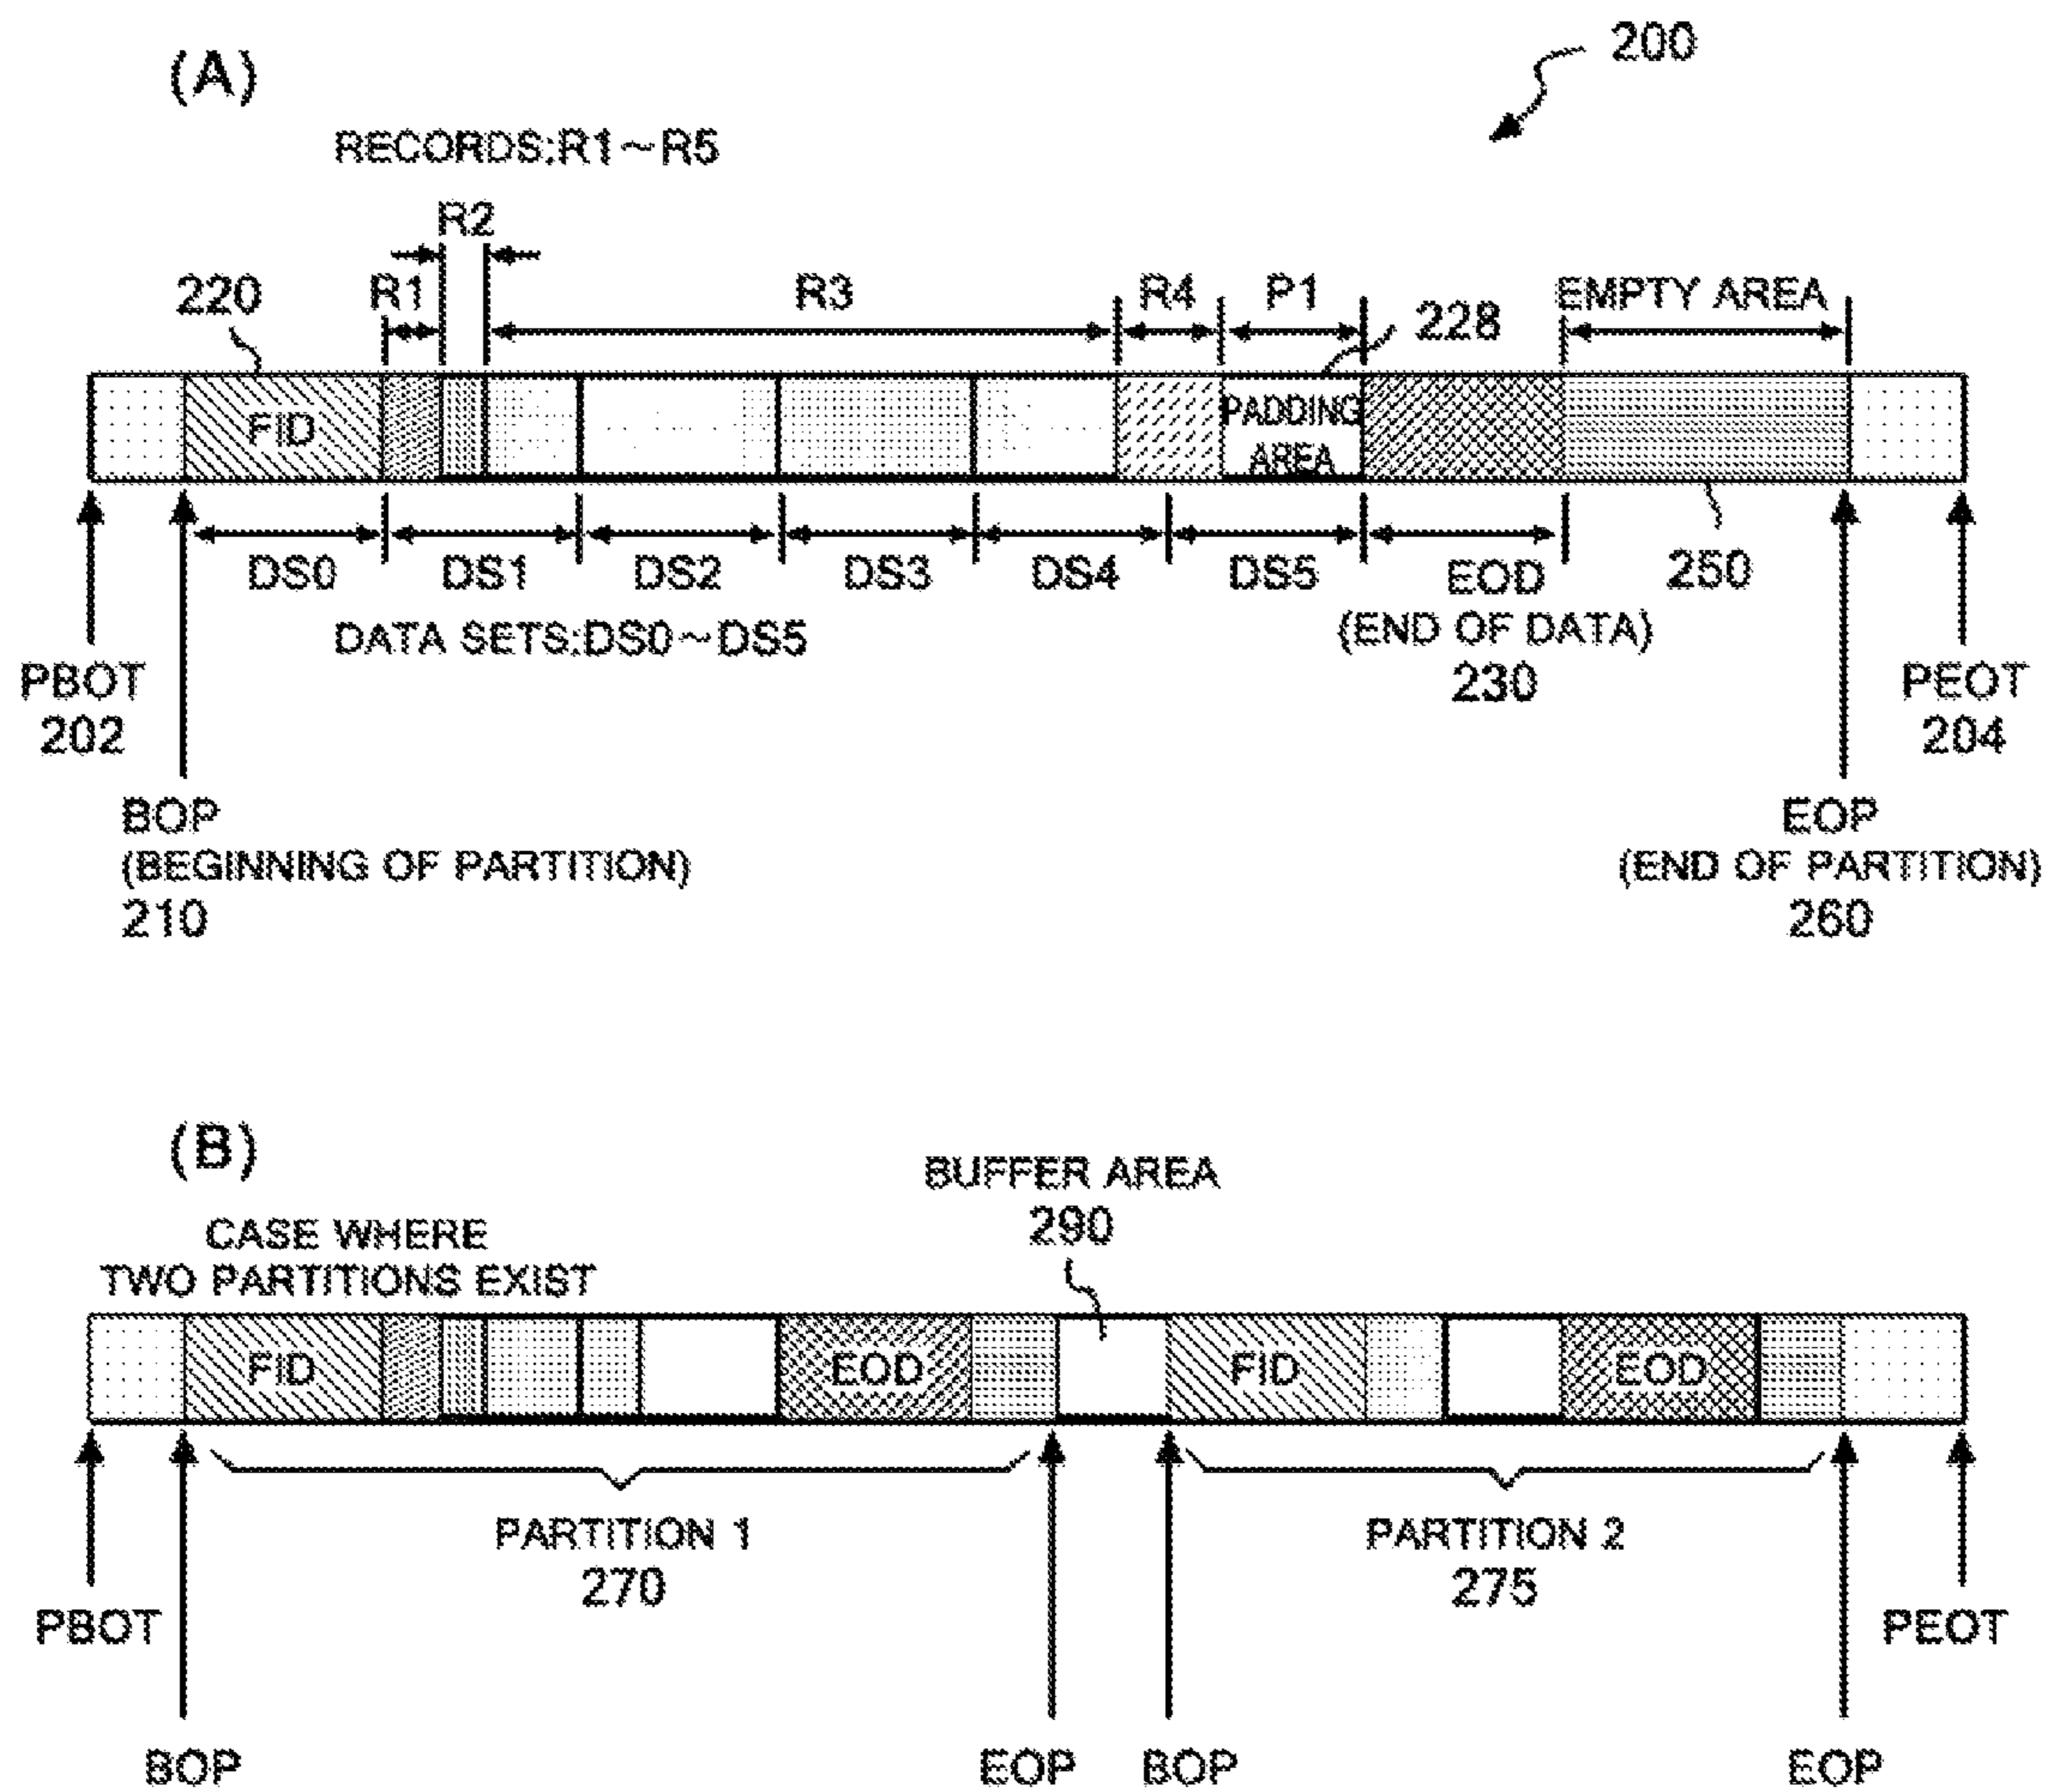 (A)
200
RECORDS:R1~R5
R2
220
R1
R3
R4
P1
228
EMPTY AREA
FID
PADDING
AREA
DS0
DS1
DS2
DS3
DS4
DS5
EOD
(END OF DATA)
230
250
DATA SETS:DS0~DS5
PBOT
202
PEOT
204
BOP
(BEGINNING OF PARTITION)
210
EOP
(END OF PARTITION)
260
(B)
BUFFER AREA
290
CASE WHERE
TWO PARTITIONS EXIST
FID
EOD
FID
EOD
PARTITION 1
270
PARTITION 2
275
PBOT
PEOT
BOP
EOP
BOP
EOP